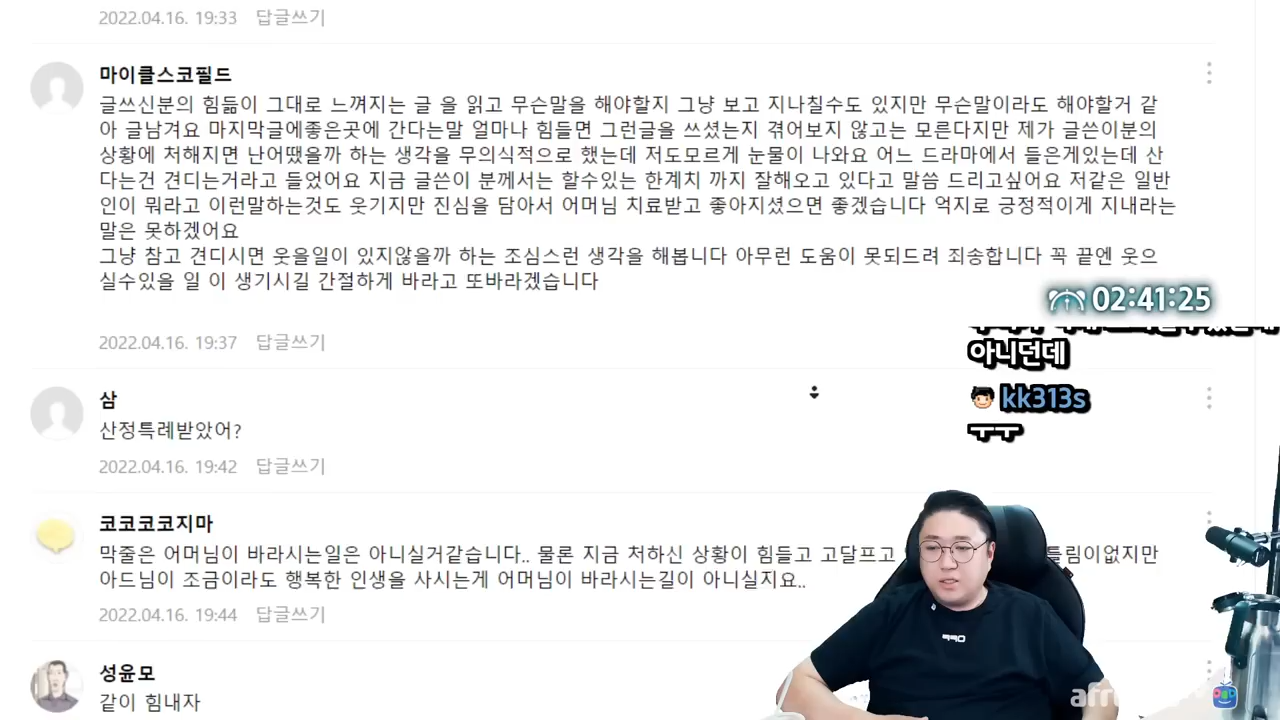 2022.04.16. 19:33 답글쓰기
마이클스코필드
글쓰신분의 힘듦이 그대로 느껴지는 글 을 읽고 무슨말을 해야할지 그냥 보고 지나칠수도 있지만 무슨말이라도 해야할거 같
아 글남겨요 마지막글에좋은곳에 간다는말 얼마나 힘들면 그런글을 쓰셨는지 겪어보지 않고는 모른다지만 제가 글쓴이분의
상황에 처해지면 난어땠을까 하는 생각을 무의식적으로 했는데 저도모르게 눈물이 나와요 어느 드라마에서 들은게있는데 산
다는건 견디는거라고 들었어요 지금 글쓴이 분께서는 할수있는 한계치 까지 잘해오고 있다고 말씀 드리고싶어요 저같은 일반
인이 뭐라고 이런말하는것도 웃기지만 진심을 담아서 어머님 치료받고 좋아지셨으면 좋겠습니다 억지로 긍정적이게 지내라는
말은 못하겠어요
그냥 참고 견디시면 웃을일이 있지않을까 하는 조심스런 생각을 해봅니다 아무런 도움이 못되드려 죄송합니다 꼭 끝엔 웃으
실수있을 일 이 생기시길 간절하게 바라고 또바라겠습니다
02:41:25
2022.04.16. 19:37 답글쓰기
아니던데
kk313s
ㅜㅜ
삼
산정특례받았어?
2022.04.16. 19:42 답글쓰기
코코코코지마
막줄은 어머님이 바라시는일은 아니실거같습니다.. 물론 지금 처하신 상황이 힘들고 고달프고 틀림이없지만
아드님이 조금이라도 행복한 인생을 사시는게 어머님이 바라시는길이 아니실지요..
2022.04.16. 19:44 답글쓰기
성윤모
같이 힘내자